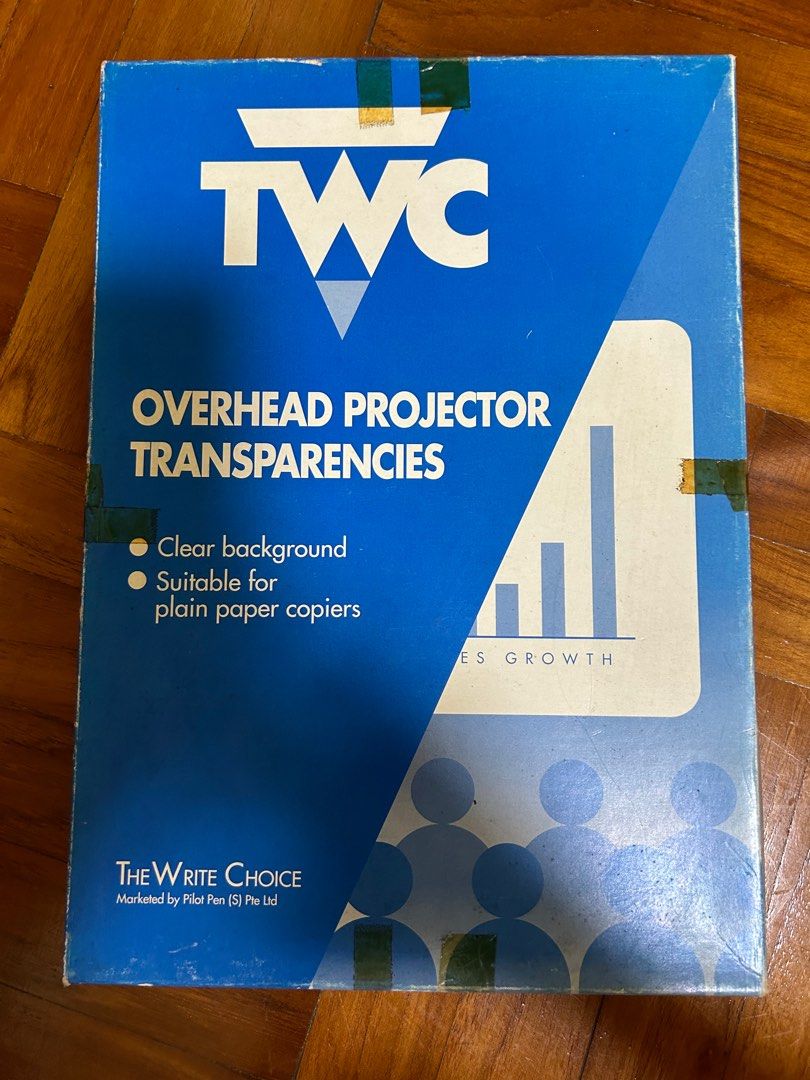 TWC
OVERHEAD PROJECTOR
TRANSPARENCIES
Clear background
Suitable for
plain paper copiers
ES GROWTH
THE WRITE CHOICE
Marketed by Pilot Pen (S) Pte Ltd